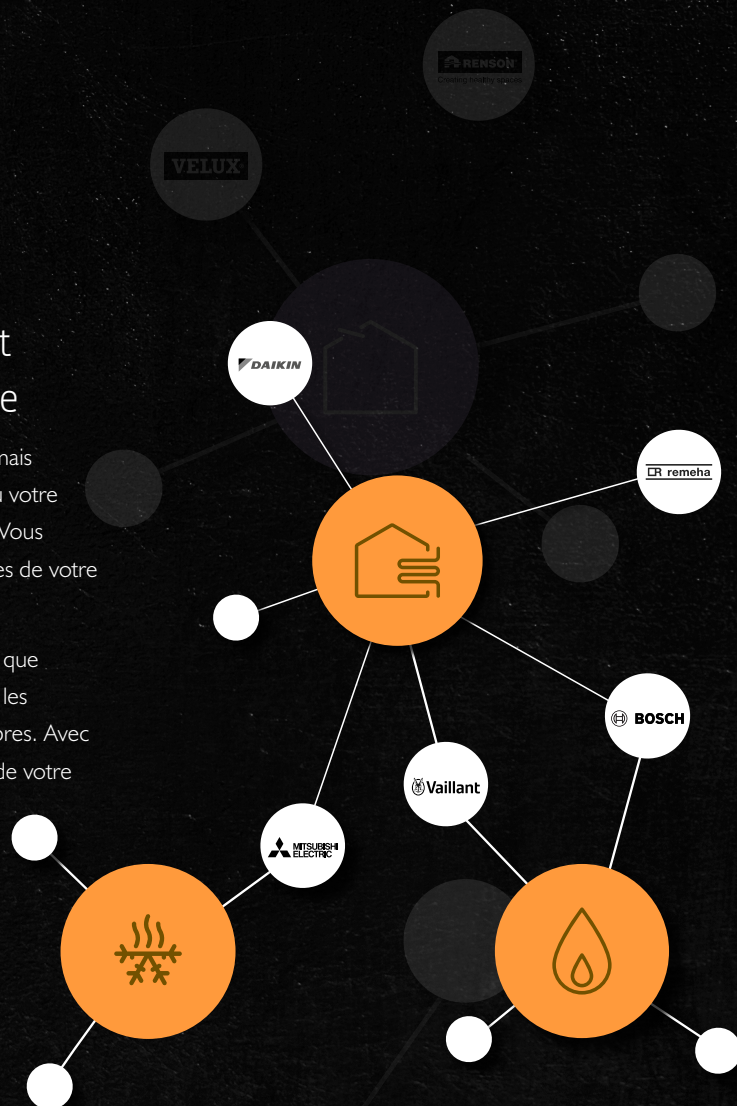 RENSON
Creating healthy spaces
VELUX
t
DAIKIN
e
nais
remeha
votre
Vous
es de votre
que
les
BOSCH
ores. Avec
de votre
Vaillant
MITSUBISHI
ELECTRIC